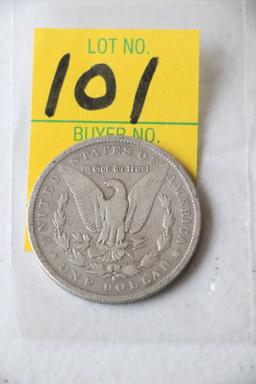 LOT NO.
101
BUYER NO.
UNITED STATES OF AMERICA
In God We Trust
ONE DOLLAR